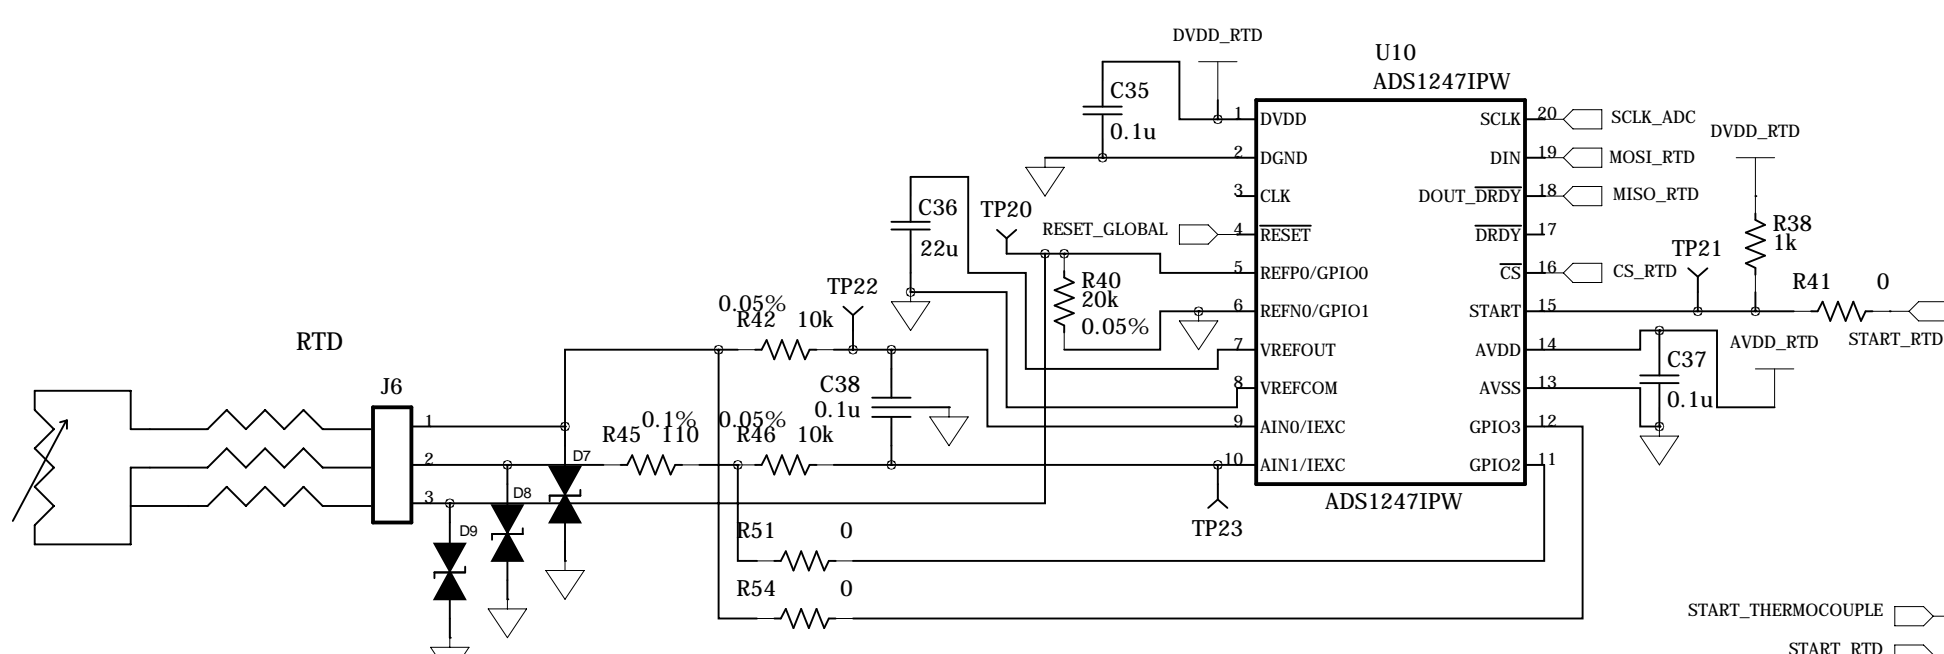 DVDD_RTD
U10
ADS1247IPW
C35
0.1u
1 DVDD
2 DGND
3 CLK
4 RESET
5 REFP0/GPIO0
6 REFN0/GPIO1
7 VREFOUT
8 VREFCOM
9 AIN0/IEXC
10 AIN1/IEXC
SCLK 20 SCLK_ADC
DIN 19 MOSI_RTD
DOUT_DRDY 18 MISO_RTD
DRDY 17
CS 16 CS_RTD
START 15
AVDD 14
AVSS 13
GPIO3 12
GPIO2 11
ADS1247IPW
DVDD_RTD
R38
1k
TP21
R41 0
START_RTD
AVDD_RTD
C37
0.1u
C36
22u
TP20
RESET_GLOBAL
R40
20k
0.05%
TP22
0.05%
R42 10k
C38
0.1u
0.1% 0.05%
R45 110 R46 10k
TP23
RTD
J6
1
2
3
D7
D8
D9
R51 0
R54 0
START_THERMOCOUPLE
START_RTD